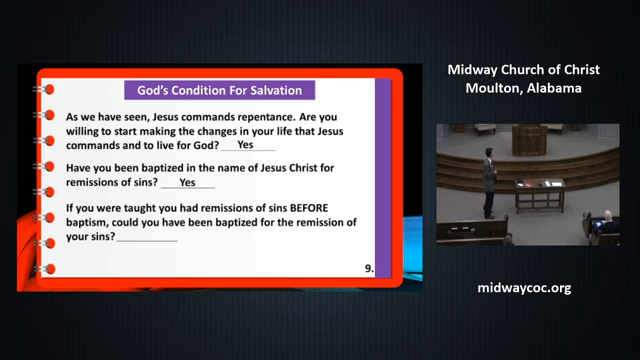 God's Condition For Salvation
As we have seen, Jesus commands repentance. Are you
willing to start making the changes in your life that Jesus
commands and to live for God? Yes
Have you been baptized in the name of Jesus Christ for
remissions of sins? Yes
If you were taught you had remissions of sins BEFORE
baptism, could you have been baptized for the remission of
your sins?
9.
Midway Church of Christ
Moulton, Alabama
midwaycoc.org